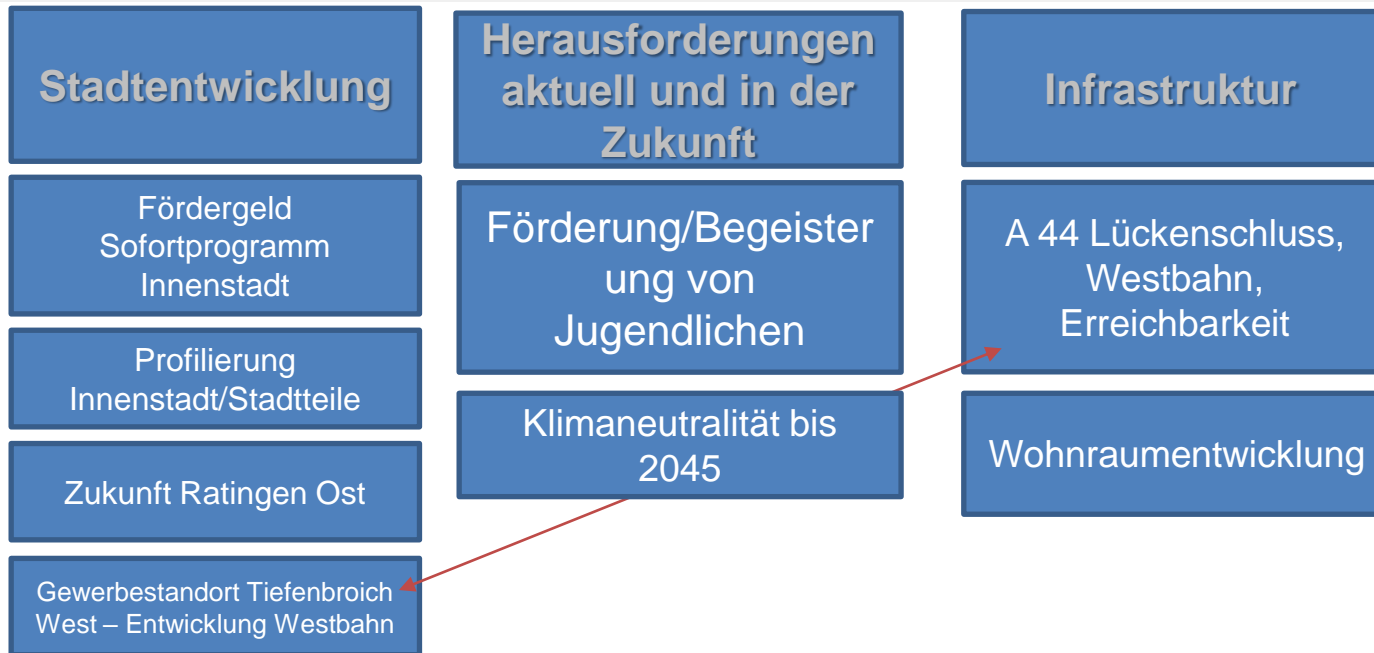 Stadtentwicklung
Fördergeld
Sofortprogramm
Innenstadt
Profilierung
Innenstadt/Stadtteile
Zukunft Ratingen Ost
Gewerbestandort Tiefenbroich
West – Entwicklung Westbahn
Herausforderungen
aktuell und in der
Zukunft
Förderung/Begeister
ung von
Jugendlichen
Klimaneutralität bis
2045
Infrastruktur
A 44 Lückenschluss,
Westbahn,
Erreichbarkeit
Wohnraumentwicklung